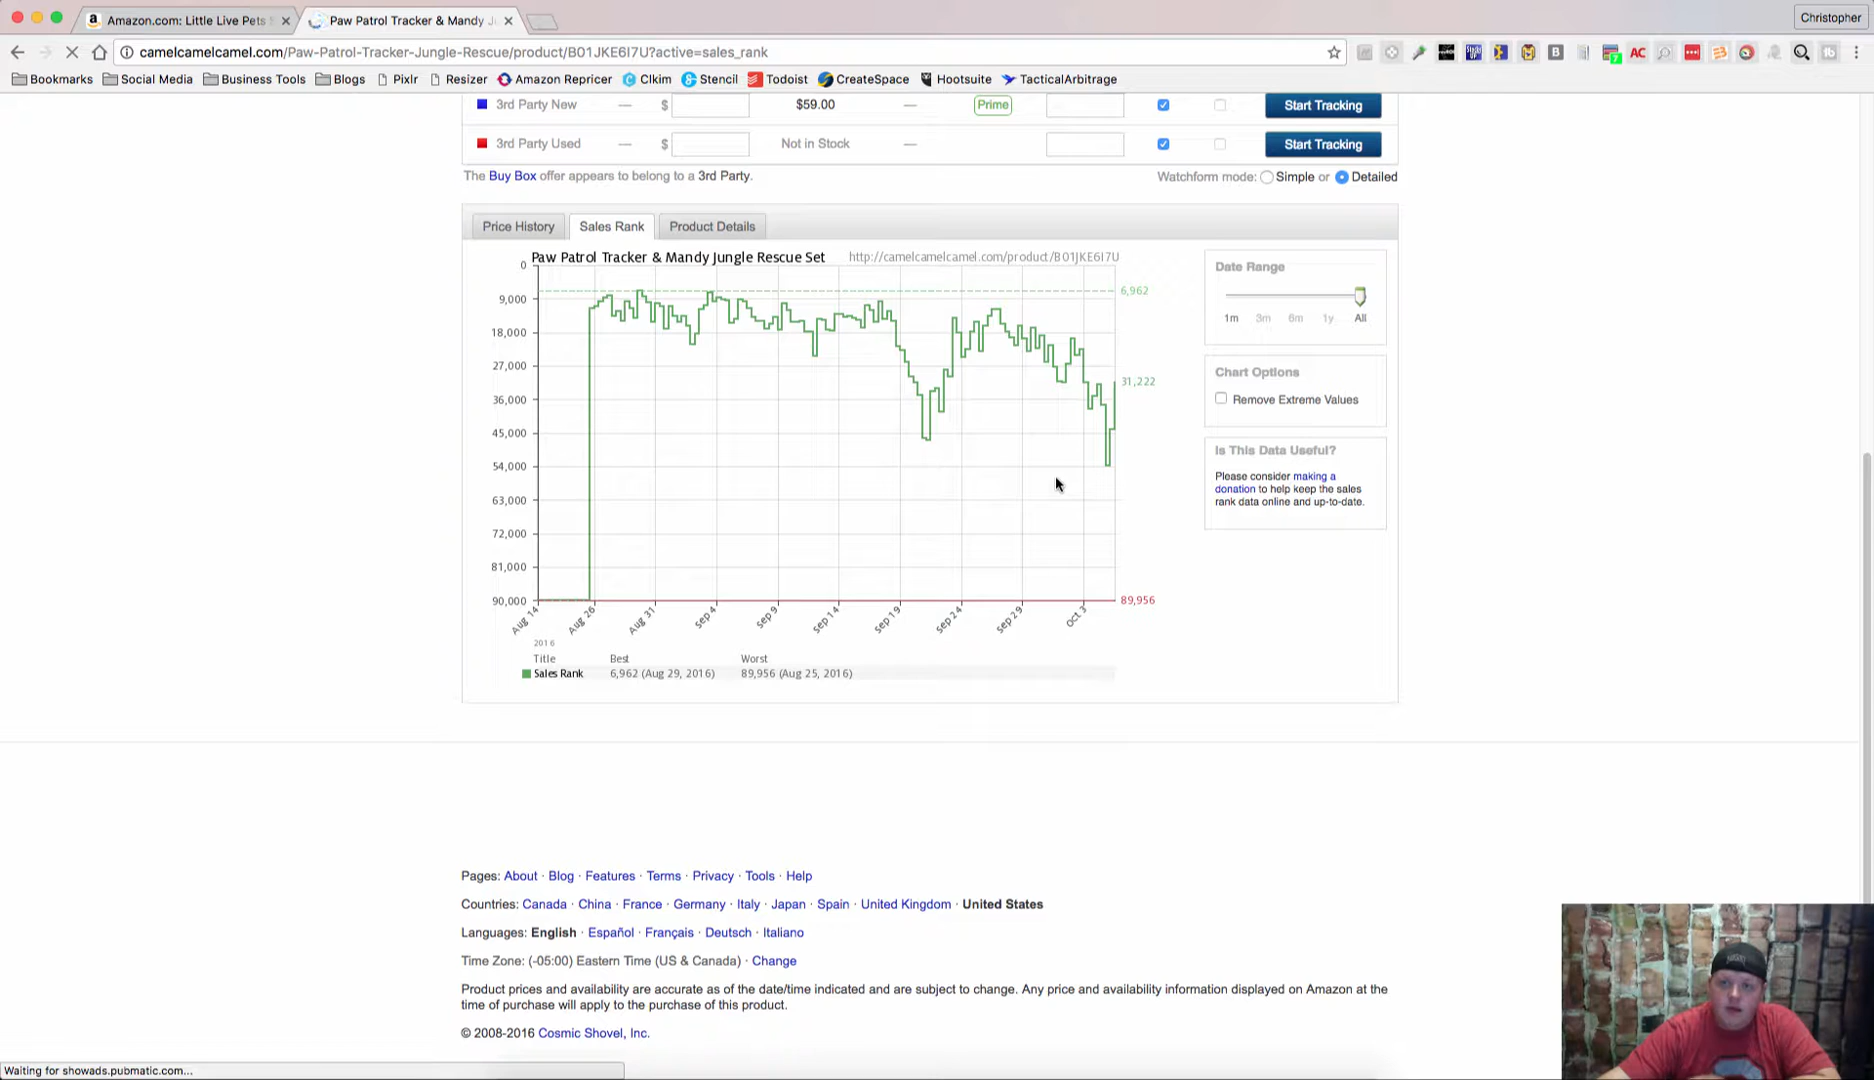 Amazon.com: Little Live Pets
Paw Patrol Tracker & Mandy J
Christopher
camelcamelcamel.com/Paw-Patrol-Tracker-Jungle-Rescue/product/B01JKE6I7U?active=sales_rank
Bookmarks Social Media Business Tools Blogs Pixlr Resizer Amazon Repricer Clkim Stencil Todoist CreateSpace Hootsuite TacticalArbitrage
3rd Party New — $ $59.00 — Prime Start Tracking
3rd Party Used — $ Not in Stock — Start Tracking
The Buy Box offer appears to belong to a 3rd Party. Watchform mode: Simple or Detailed
Price History Sales Rank Product Details
Paw Patrol Tracker & Mandy Jungle Rescue Set http://camelcamelcamel.com/product/B01JKE6I7U
0
9,000
18,000
27,000
36,000
45,000
54,000
63,000
72,000
81,000
90,000
6,962
31,222
89,956
Aug 14 Aug 26 Aug 31 Sep 4 Sep 9 Sep 14 Sep 19 Sep 24 Sep 29 Oct 3
2016
Title Best Worst
Sales Rank 6,962 (Aug 29, 2016) 89,956 (Aug 25, 2016)
Date Range
1m 3m 6m 1y All
Chart Options
Remove Extreme Values
Is This Data Useful?
Please consider making a
donation to help keep the sales
rank data online and up-to-date.
Pages: About · Blog · Features · Terms · Privacy · Tools · Help
Countries: Canada · China · France · Germany · Italy · Japan · Spain · United Kingdom · United States
Languages: English · Español · Français · Deutsch · Italiano
Time Zone: (-05:00) Eastern Time (US & Canada) · Change
Product prices and availability are accurate as of the date/time indicated and are subject to change. Any price and availability information displayed on Amazon at the
time of purchase will apply to the purchase of this product.
© 2008-2016 Cosmic Shovel, Inc.
Waiting for showads.pubmatic.com...